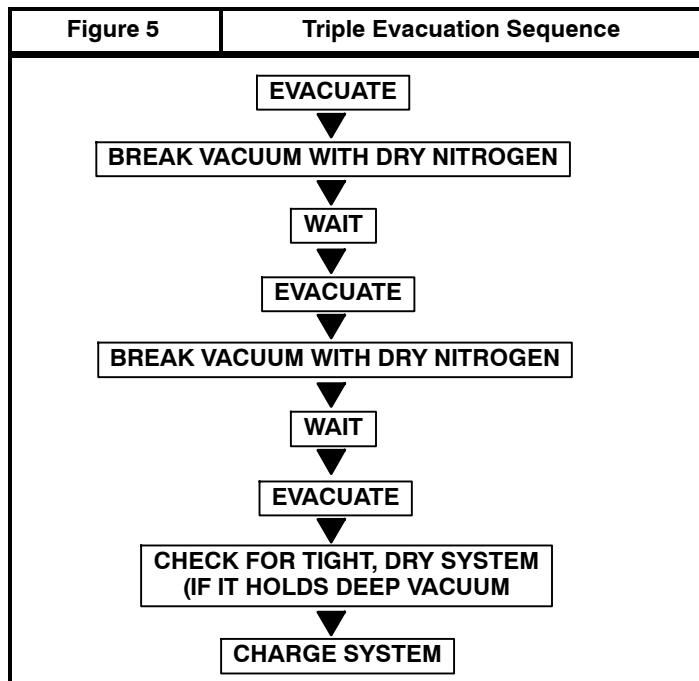 Figure 5
Triple Evacuation Sequence
EVACUATE
BREAK VACUUM WITH DRY NITROGEN
WAIT
EVACUATE
BREAK VACUUM WITH DRY NITROGEN
WAIT
EVACUATE
CHECK FOR TIGHT, DRY SYSTEM
(IF IT HOLDS DEEP VACUUM
CHARGE SYSTEM